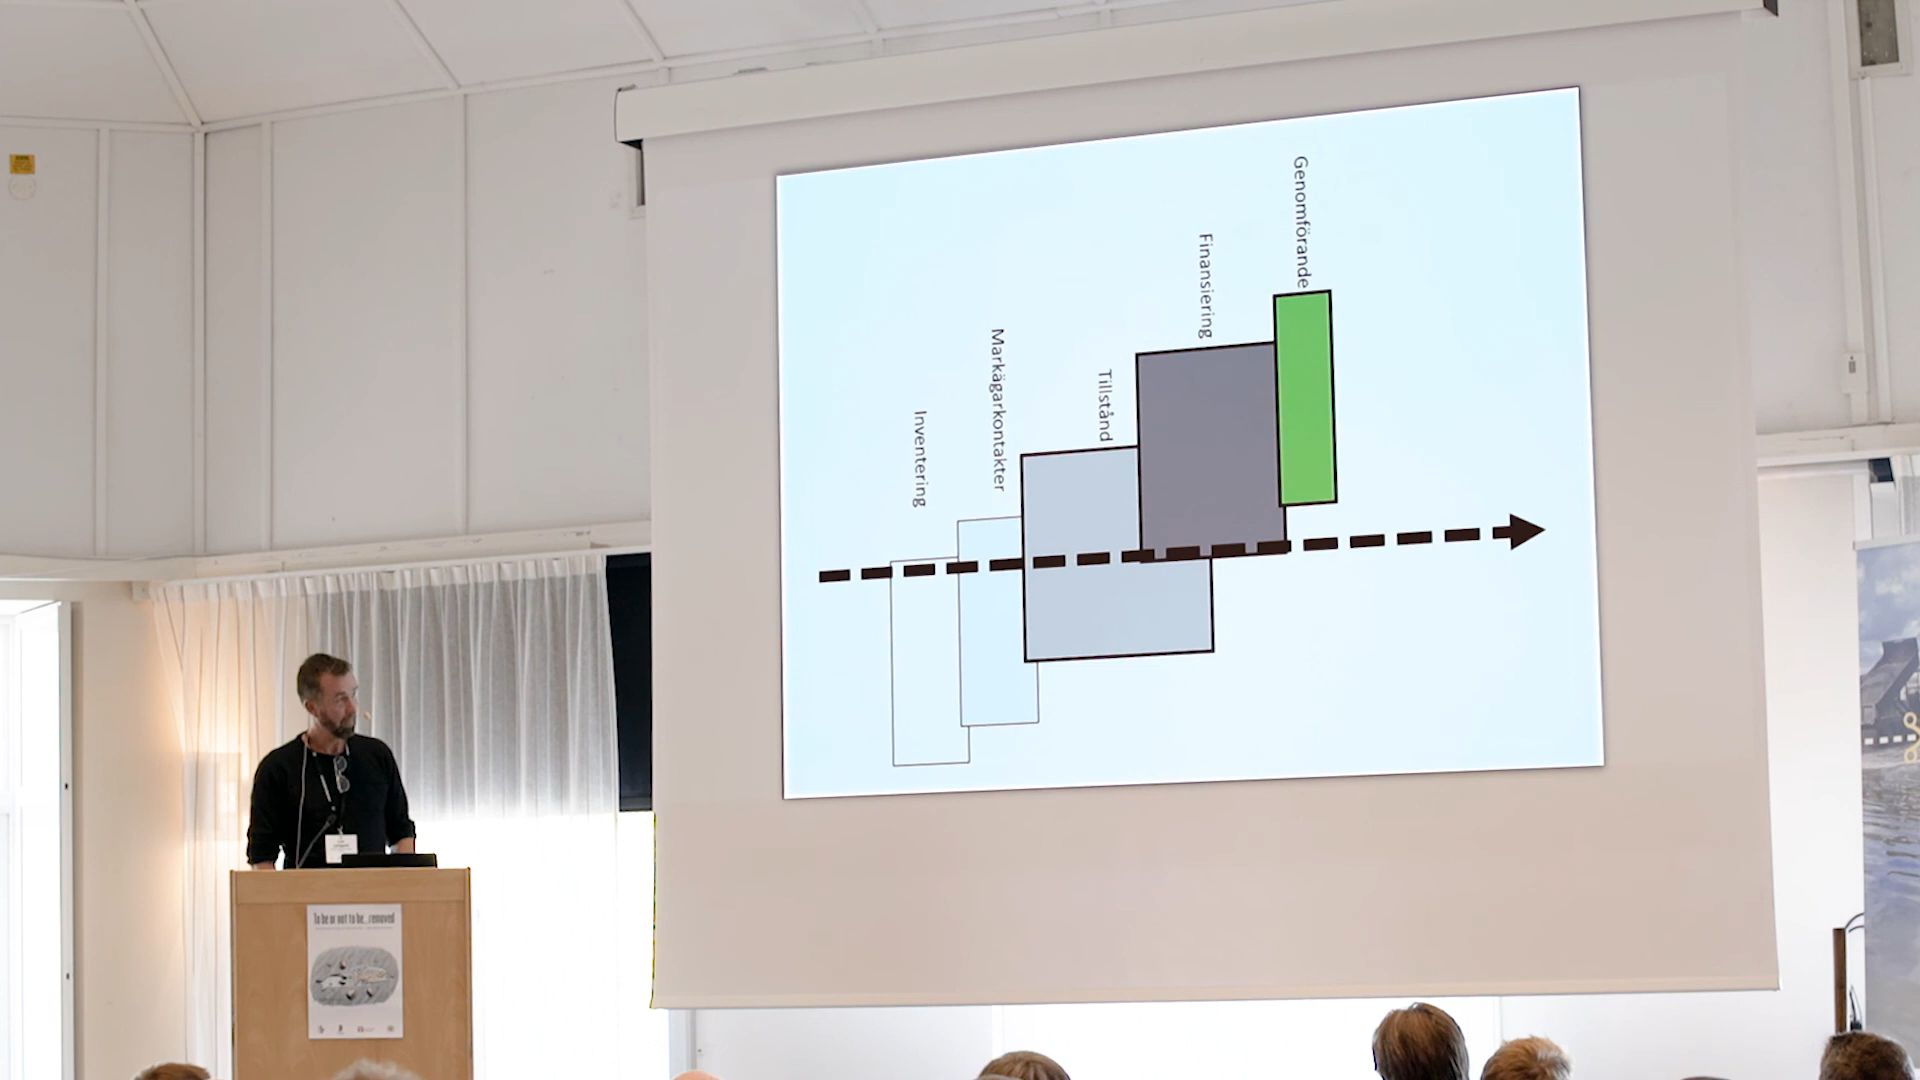 Inventering
Markägarkontakter
Tillstånd
Finansiering
Genomförande
To be or not to be...removed